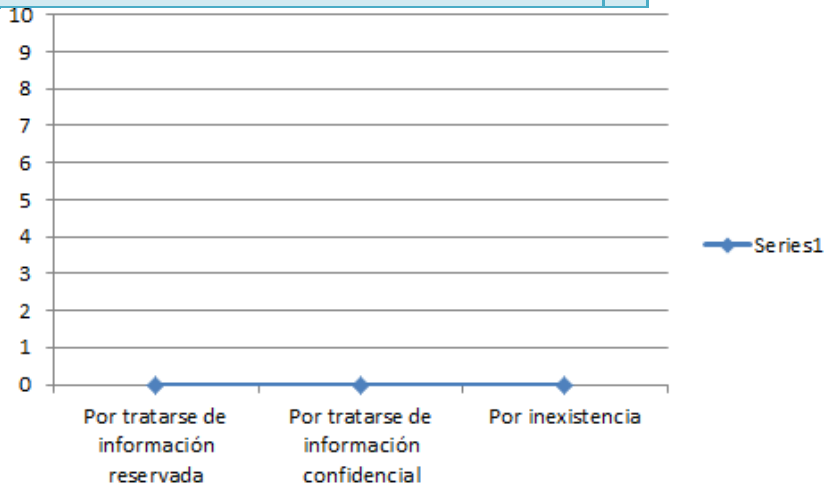 10
9
8
7
6
5
4
3
2
1
0
Por tratarse de
información
reservada
Por tratarse de
información
confidencial
Por inexistencia
Series1